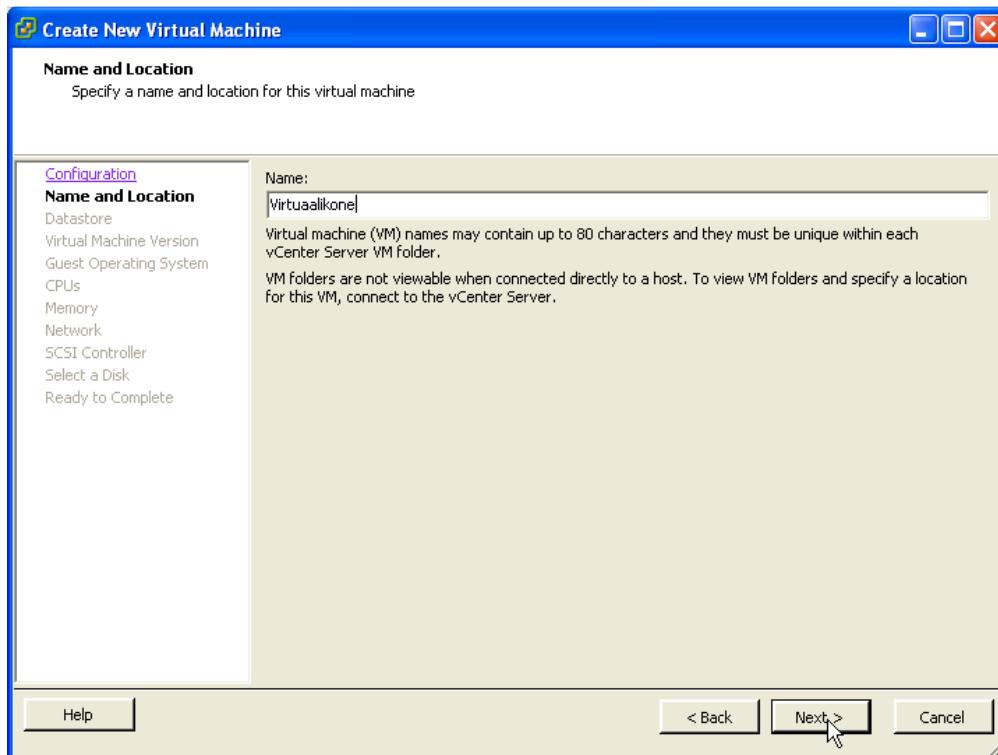 Create New Virtual Machine
Name and Location
Specify a name and location for this virtual machine
Configuration
Name and Location
Datastore
Virtual Machine Version
Guest Operating System
CPUs
Memory
Network
SCSI Controller
Select a Disk
Ready to Complete
Name:
Virtuaalikone
Virtual machine (VM) names may contain up to 80 characters and they must be unique within each
vCenter Server VM folder.
VM folders are not viewable when connected directly to a host. To view VM folders and specify a location
for this VM, connect to the vCenter Server.
Help
< Back
Next >
Cancel